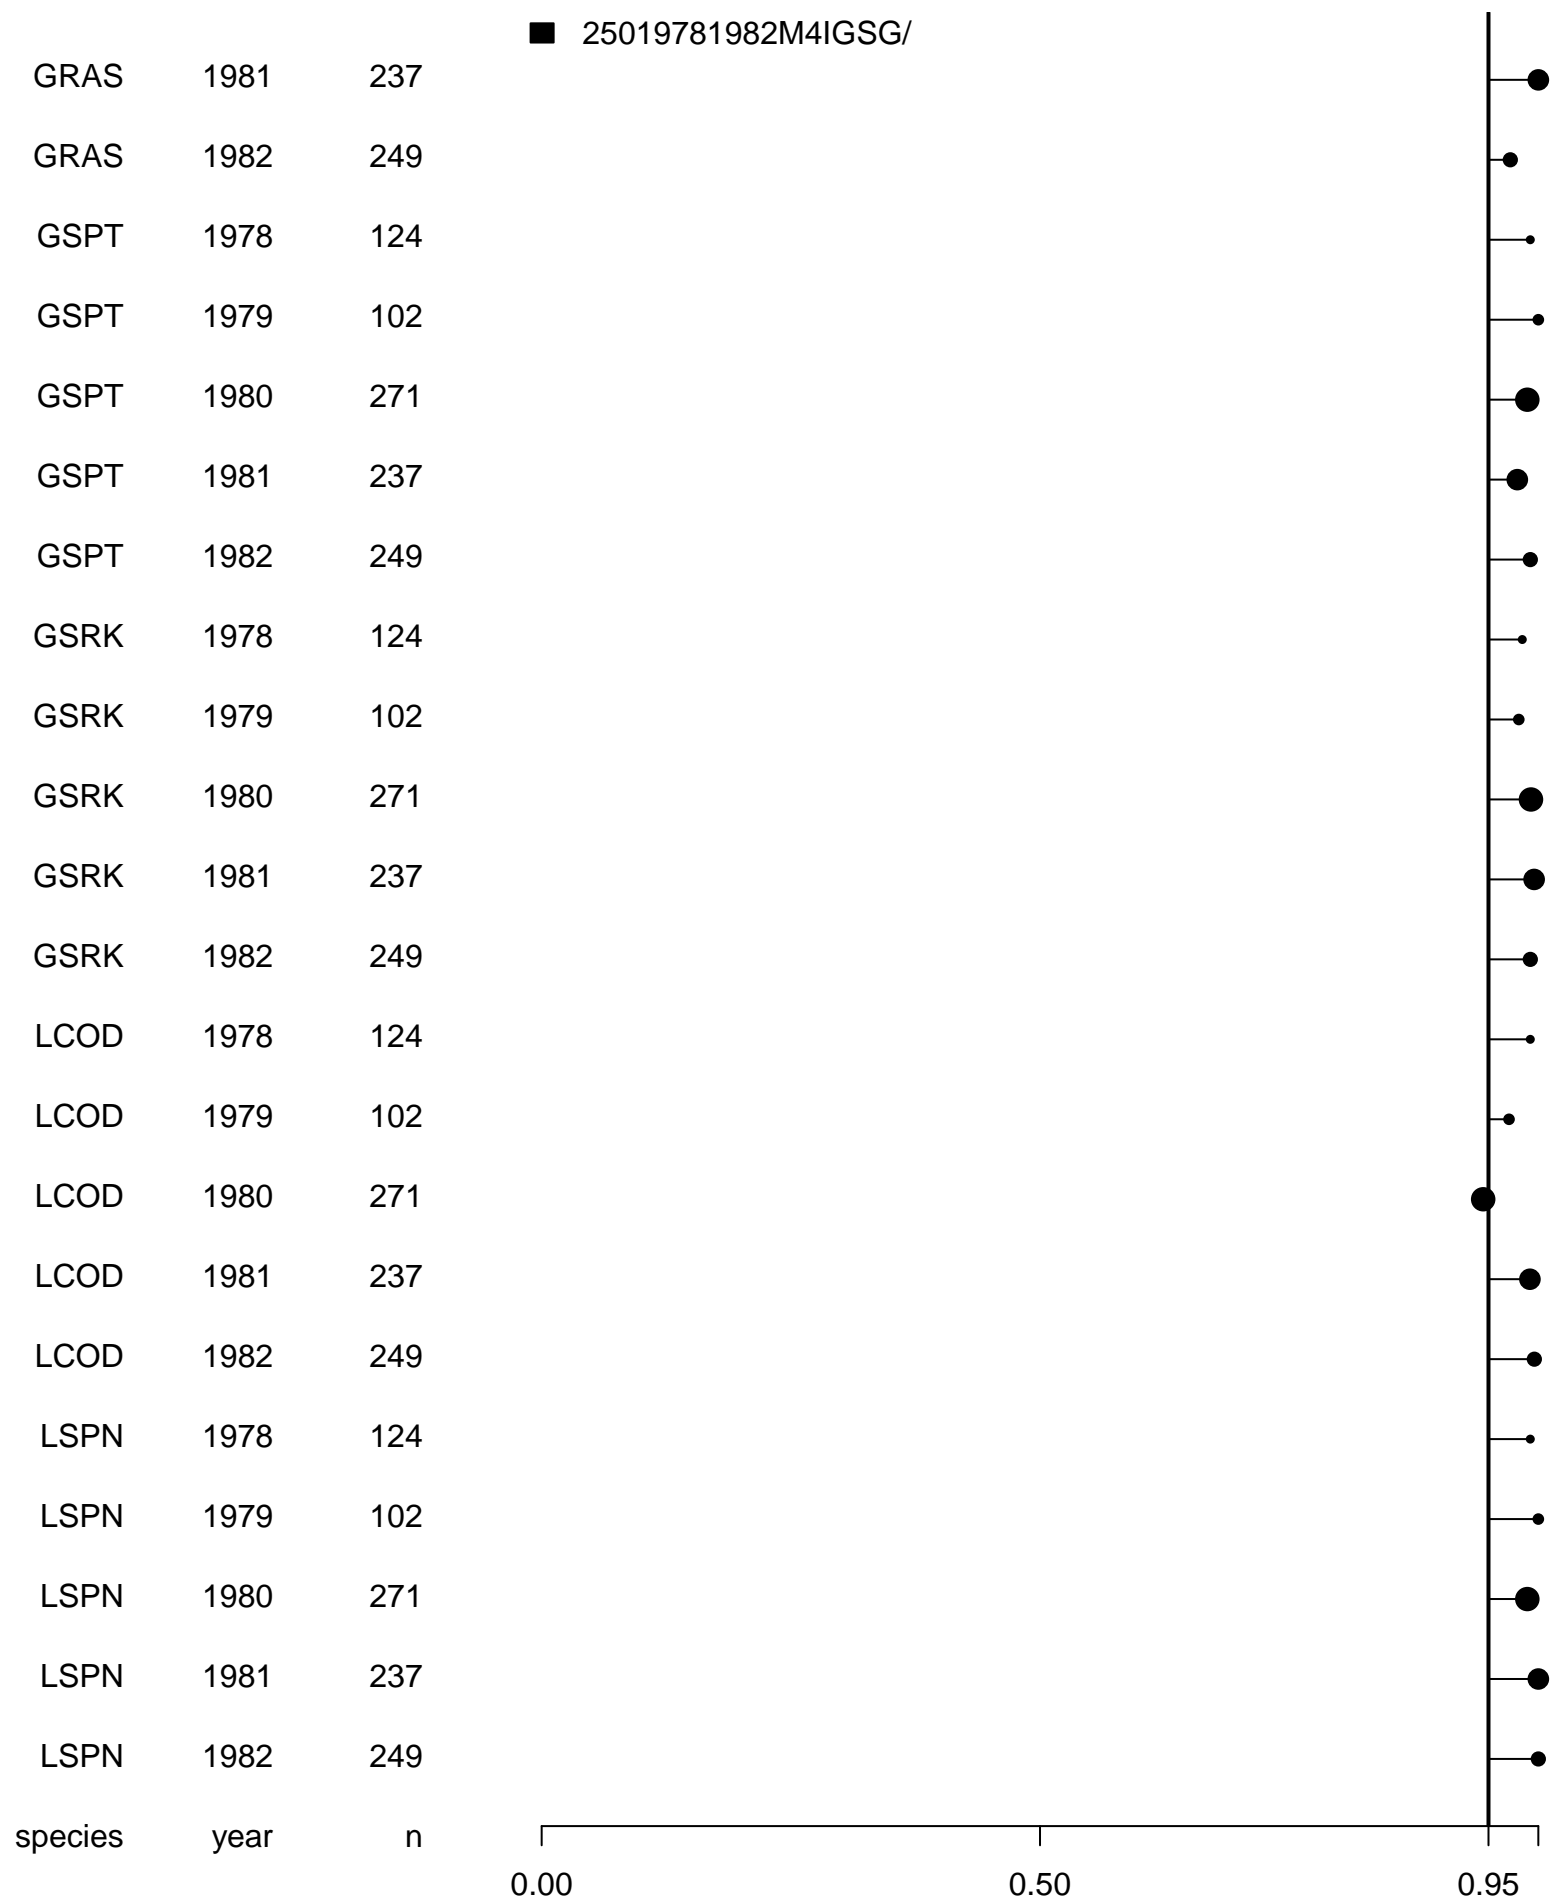 25019781982M4IGSG/
GRAS 1981 237
GRAS 1982 249
GSPT 1978 124
GSPT 1979 102
GSPT 1980 271
GSPT 1981 237
GSPT 1982 249
GSRK 1978 124
GSRK 1979 102
GSRK 1980 271
GSRK 1981 237
GSRK 1982 249
LCOD 1978 124
LCOD 1979 102
LCOD 1980 271
LCOD 1981 237
LCOD 1982 249
LSPN 1978 124
LSPN 1979 102
LSPN 1980 271
LSPN 1981 237
LSPN 1982 249
species year n
0.00 0.50 0.95